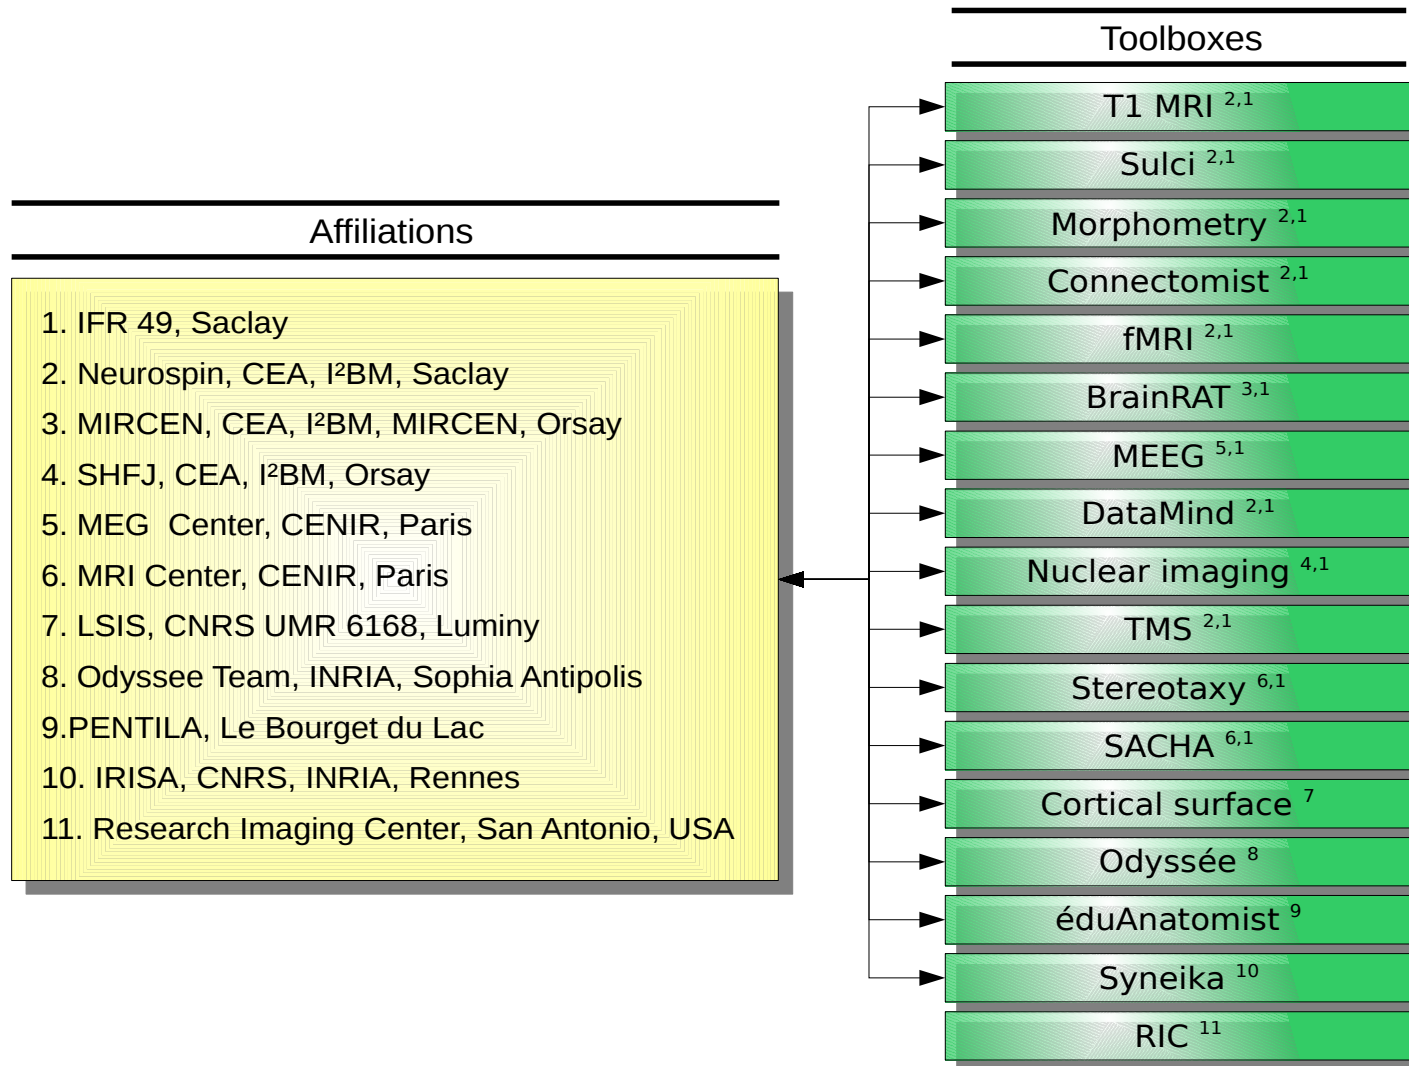 Toolboxes
T1 MRI 2,1
Sulci 2,1
Morphometry 2,1
Connectomist 2,1
fMRI 2,1
BrainRAT 3,1
MEEG 5,1
DataMind 2,1
Nuclear imaging 4,1
TMS 2,1
Stereotaxy 6,1
SACHA 6,1
Cortical surface 7
Odyssée 8
éduAnatomist 9
Syneika 10
RIC 11
Affiliations
1. IFR 49, Saclay
2. Neurospin, CEA, I²BM, Saclay
3. MIRCEN, CEA, I²BM, MIRCEN, Orsay
4. SHFJ, CEA, I²BM, Orsay
5. MEG  Center, CENIR, Paris
6. MRI Center, CENIR, Paris
7. LSIS, CNRS UMR 6168, Luminy
8. Odyssee Team, INRIA, Sophia Antipolis
9.PENTILA, Le Bourget du Lac
10. IRISA, CNRS, INRIA, Rennes
11. Research Imaging Center, San Antonio, USA